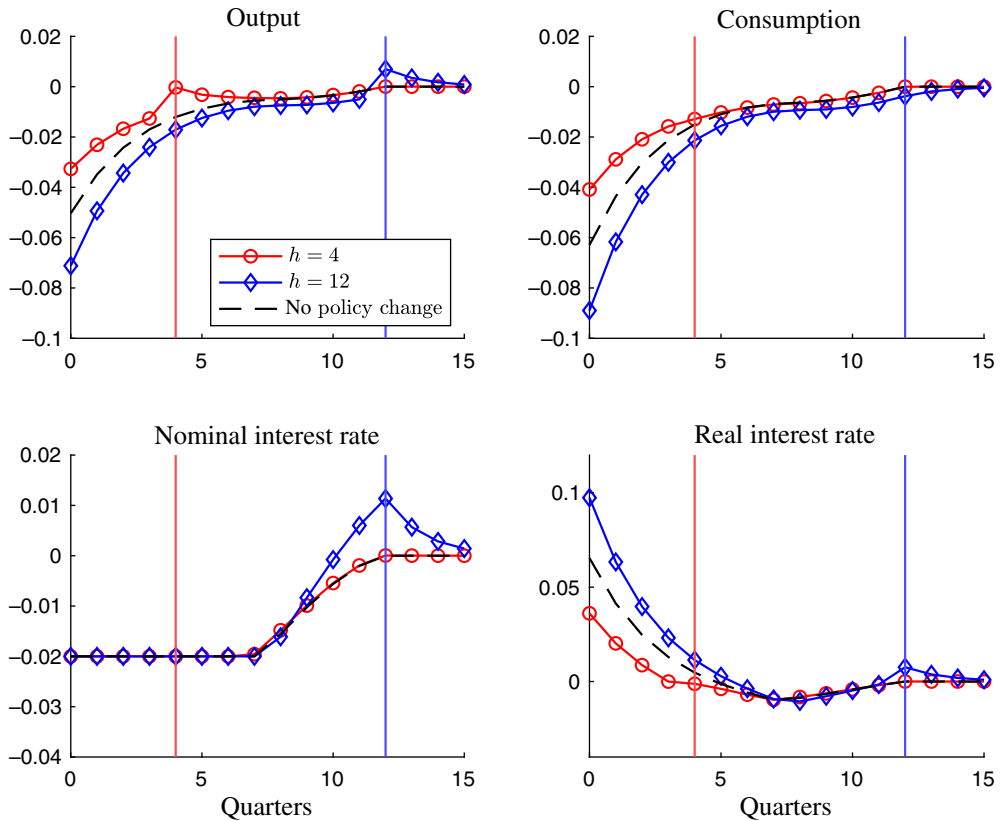 Output
0.02
0
−0.02
−0.04
−0.06
−0.08
−0.1
0 5 10 15
h = 4
h = 12
No policy change
Consumption
0.02
0
−0.02
−0.04
−0.06
−0.08
−0.1
0 5 10 15
Nominal interest rate
0.02
0.01
0
−0.01
−0.02
−0.03
−0.04
0 5 10 15
Quarters
Real interest rate
0.1
0.05
0
0 5 10 15
Quarters